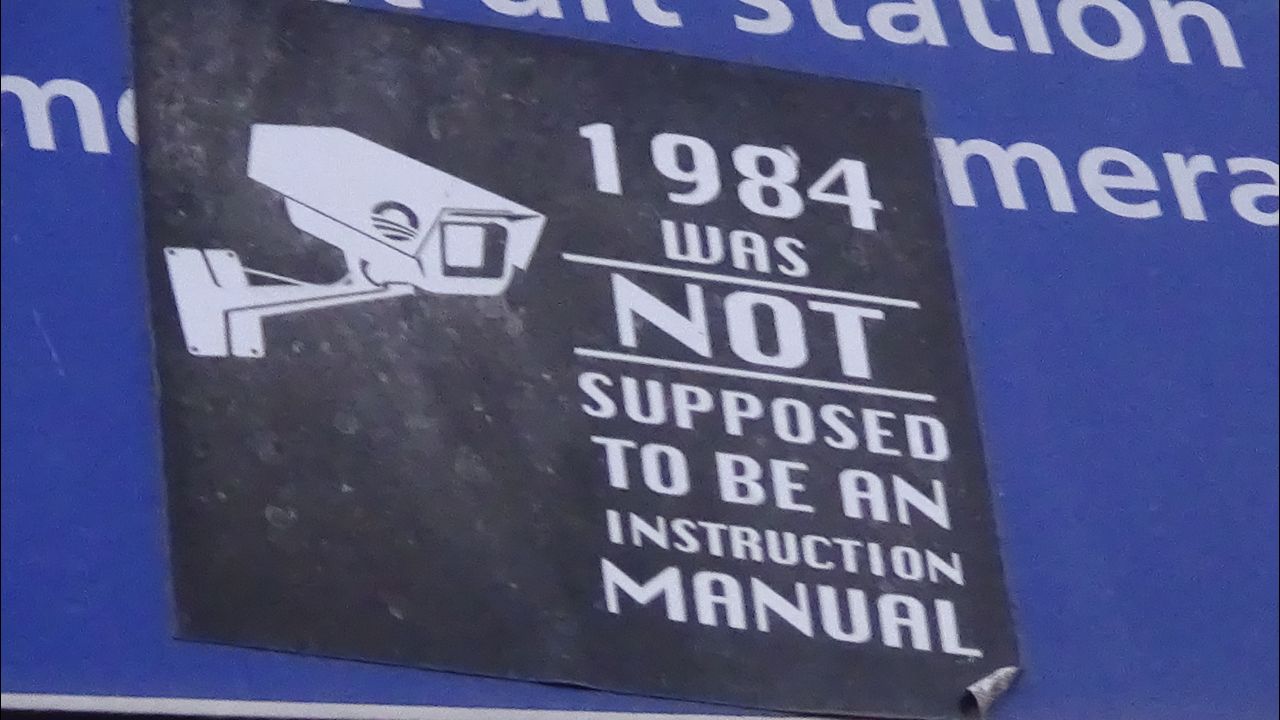 station
1984
WAS
NOT
SUPPOSED
TO BE AN
INSTRUCTION
MANUAL